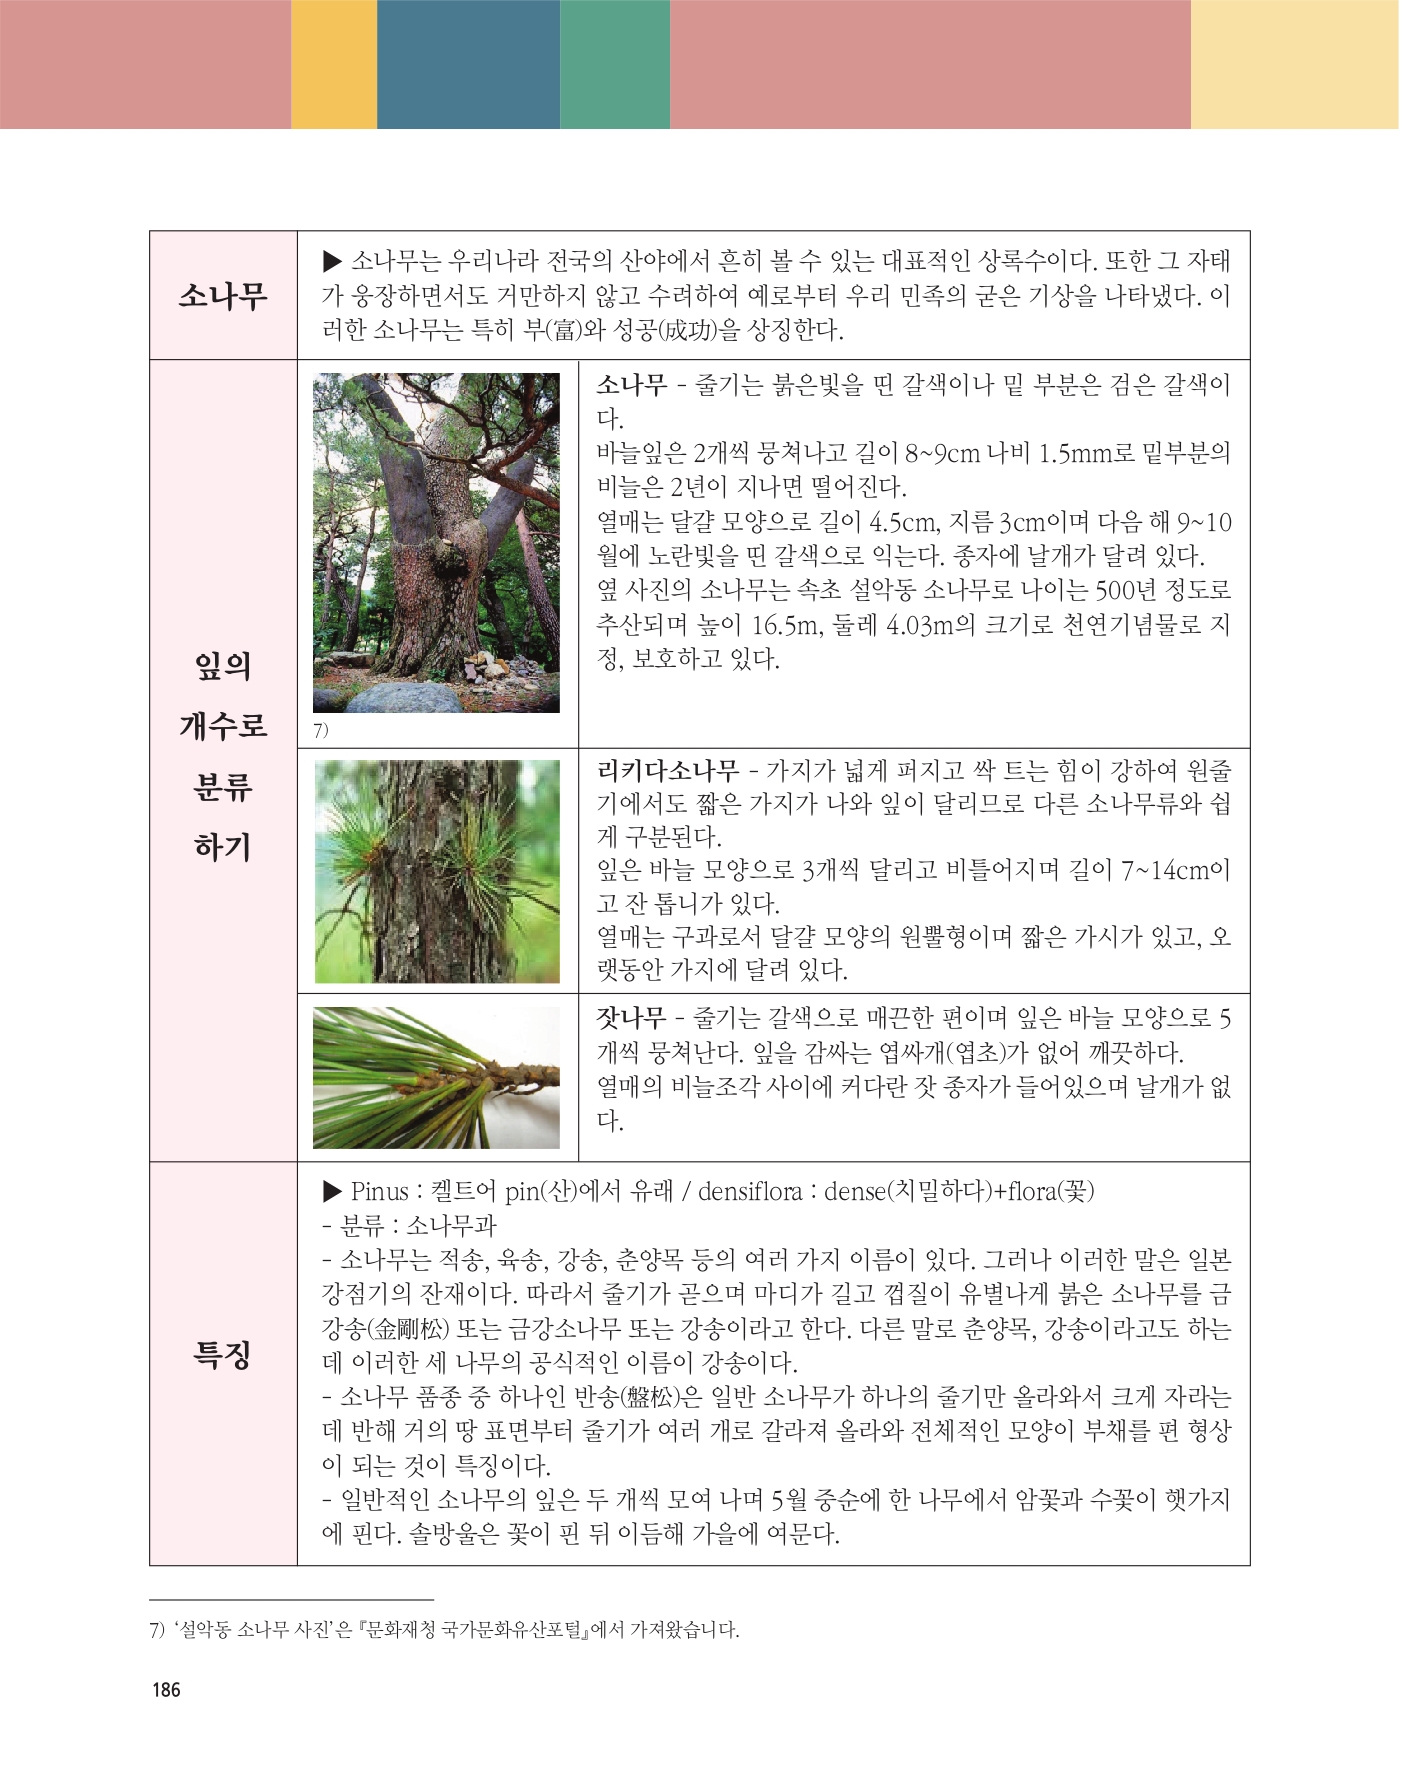 소나무
▶ 소나무는 우리나라 전국의 산야에서 흔히 볼 수 있는 대표적인 상록수이다. 또한 그 자태
가 웅장하면서도 거만하지 않고 수려하여 예로부터 우리 민족의 굳은 기상을 나타냈다. 이
러한 소나무는 특히 부(富)와 성공(成功)을 상징한다.
잎의
개수로
분류
하기
7)
소나무 - 줄기는 붉은빛을 띤 갈색이나 밑 부분은 검은 갈색이
다.
바늘잎은 2개씩 뭉쳐나고 길이 8~9cm 나비 1.5mm로 밑부분의
비늘은 2년이 지나면 떨어진다.
열매는 달걀 모양으로 길이 4.5cm, 지름 3cm이며 다음 해 9~10
월에 노란빛을 띤 갈색으로 익는다. 종자에 날개가 달려 있다.
옆 사진의 소나무는 속초 설악동 소나무로 나이는 500년 정도로
추산되며 높이 16.5m, 둘레 4.03m의 크기로 천연기념물로 지
정, 보호하고 있다.
리키다소나무 - 가지가 넓게 퍼지고 싹 트는 힘이 강하여 원줄
기에서도 짧은 가지가 나와 잎이 달리므로 다른 소나무류와 쉽
게 구분된다.
잎은 바늘 모양으로 3개씩 달리고 비틀어지며 길이 7~14cm이
고 잔 톱니가 있다.
열매는 구과로서 달걀 모양의 원뿔형이며 짧은 가시가 있고, 오
랫동안 가지에 달려 있다.
잣나무 - 줄기는 갈색으로 매끈한 편이며 잎은 바늘 모양으로 5
개씩 뭉쳐난다. 잎을 감싸는 엽싸개(엽초)가 없어 깨끗하다.
열매의 비늘조각 사이에 커다란 잣 종자가 들어있으며 날개가 없
다.
특징
▶ Pinus : 켈트어 pin(산)에서 유래 / densiflora : dense(치밀하다)+flora(꽃)
- 분류 : 소나무과
- 소나무는 적송, 육송, 강송, 춘양목 등의 여러 가지 이름이 있다. 그러나 이러한 말은 일본
강점기의 잔재이다. 따라서 줄기가 곧으며 마디가 길고 껍질이 유별나게 붉은 소나무를 금
강송(金剛松) 또는 금강소나무 또는 강송이라고 한다. 다른 말로 춘양목, 강송이라고도 하는
데 이러한 세 나무의 공식적인 이름이 강송이다.
- 소나무 품종 중 하나인 반송(盤松)은 일반 소나무가 하나의 줄기만 올라와서 크게 자라는
데 반해 거의 땅 표면부터 줄기가 여러 개로 갈라져 올라와 전체적인 모양이 부채를 편 형상
이 되는 것이 특징이다.
- 일반적인 소나무의 잎은 두 개씩 모여 나며 5월 중순에 한 나무에서 암꽃과 수꽃이 햇가지
에 핀다. 솔방울은 꽃이 핀 뒤 이듬해 가을에 여문다.
7) ‘설악동 소나무 사진’은 『문화재청 국가문화유산포털』에서 가져왔습니다.
186